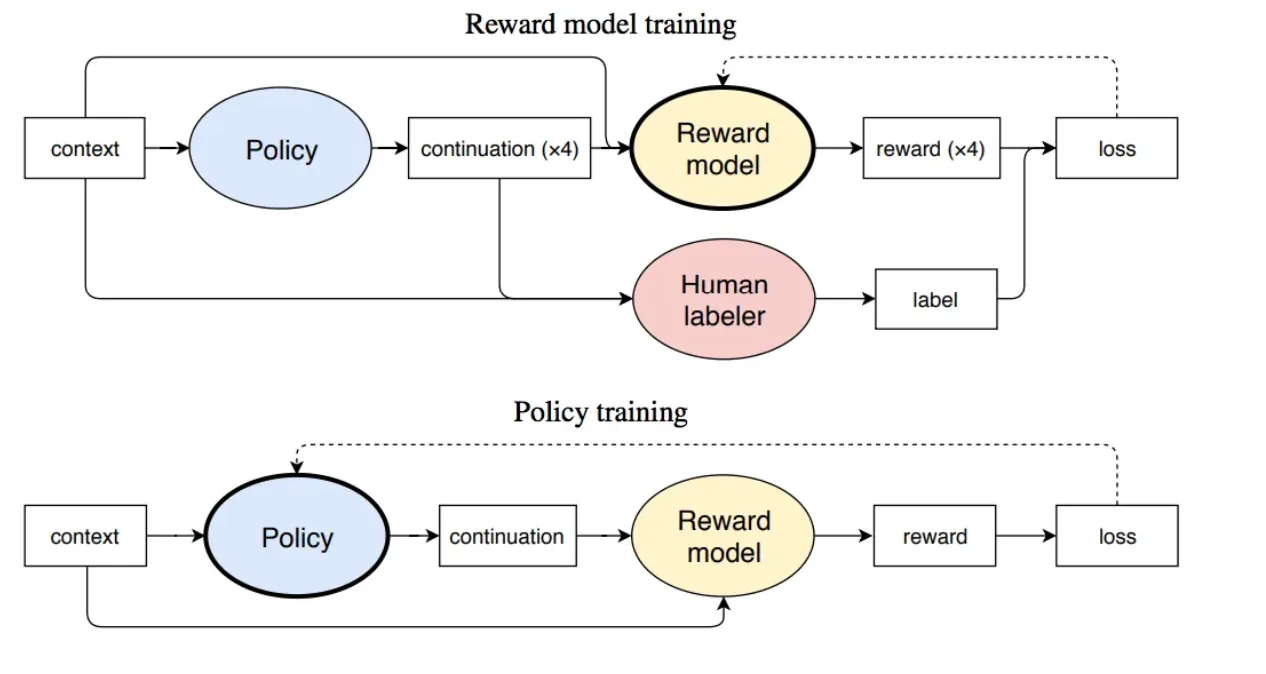 Reward model training
context
Policy
continuation (×4)
Reward
model
reward (×4)
loss
Human
labeler
label
Policy training
context
Policy
continuation
Reward
model
reward
loss